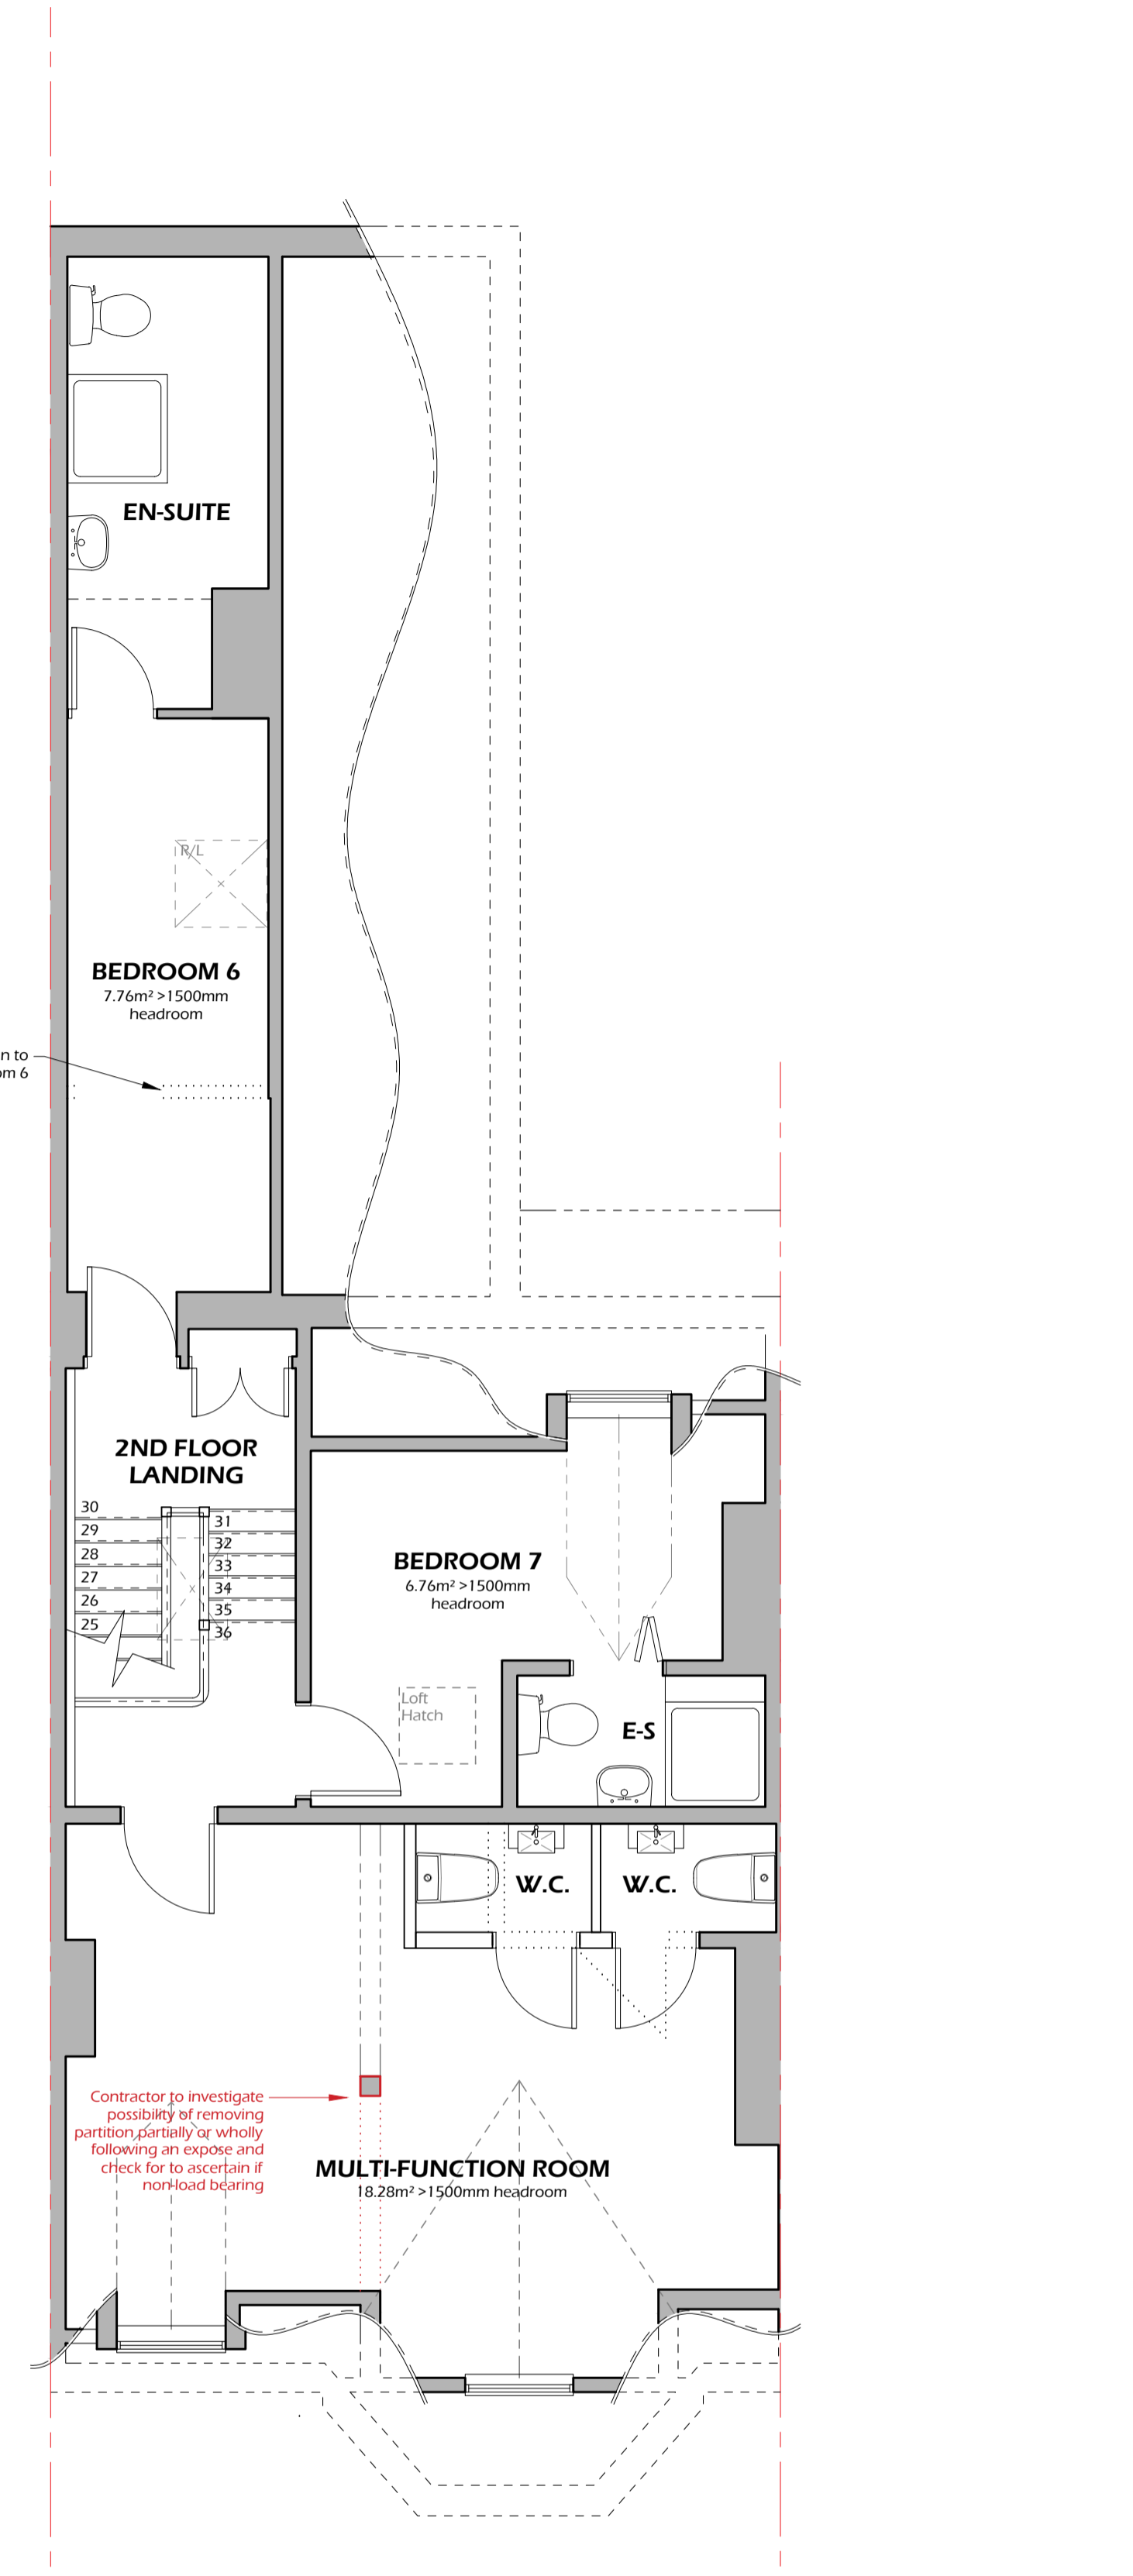 EN-SUITE
R/L
BEDROOM 6
7.76m² >1500mm
headroom
n to
om 6
2ND FLOOR
LANDING
30
29
28
27
26
25
31
32
33
34
35
36
BEDROOM 7
6.76m² >1500mm
headroom
Loft
Hatch
E-S
W.C.
W.C.
Contractor to investigate
possibility of removing
partition partially or wholly
following an expose and
check for to ascertain if
non-load bearing
MULTI-FUNCTION ROOM
18.28m² >1500mm headroom